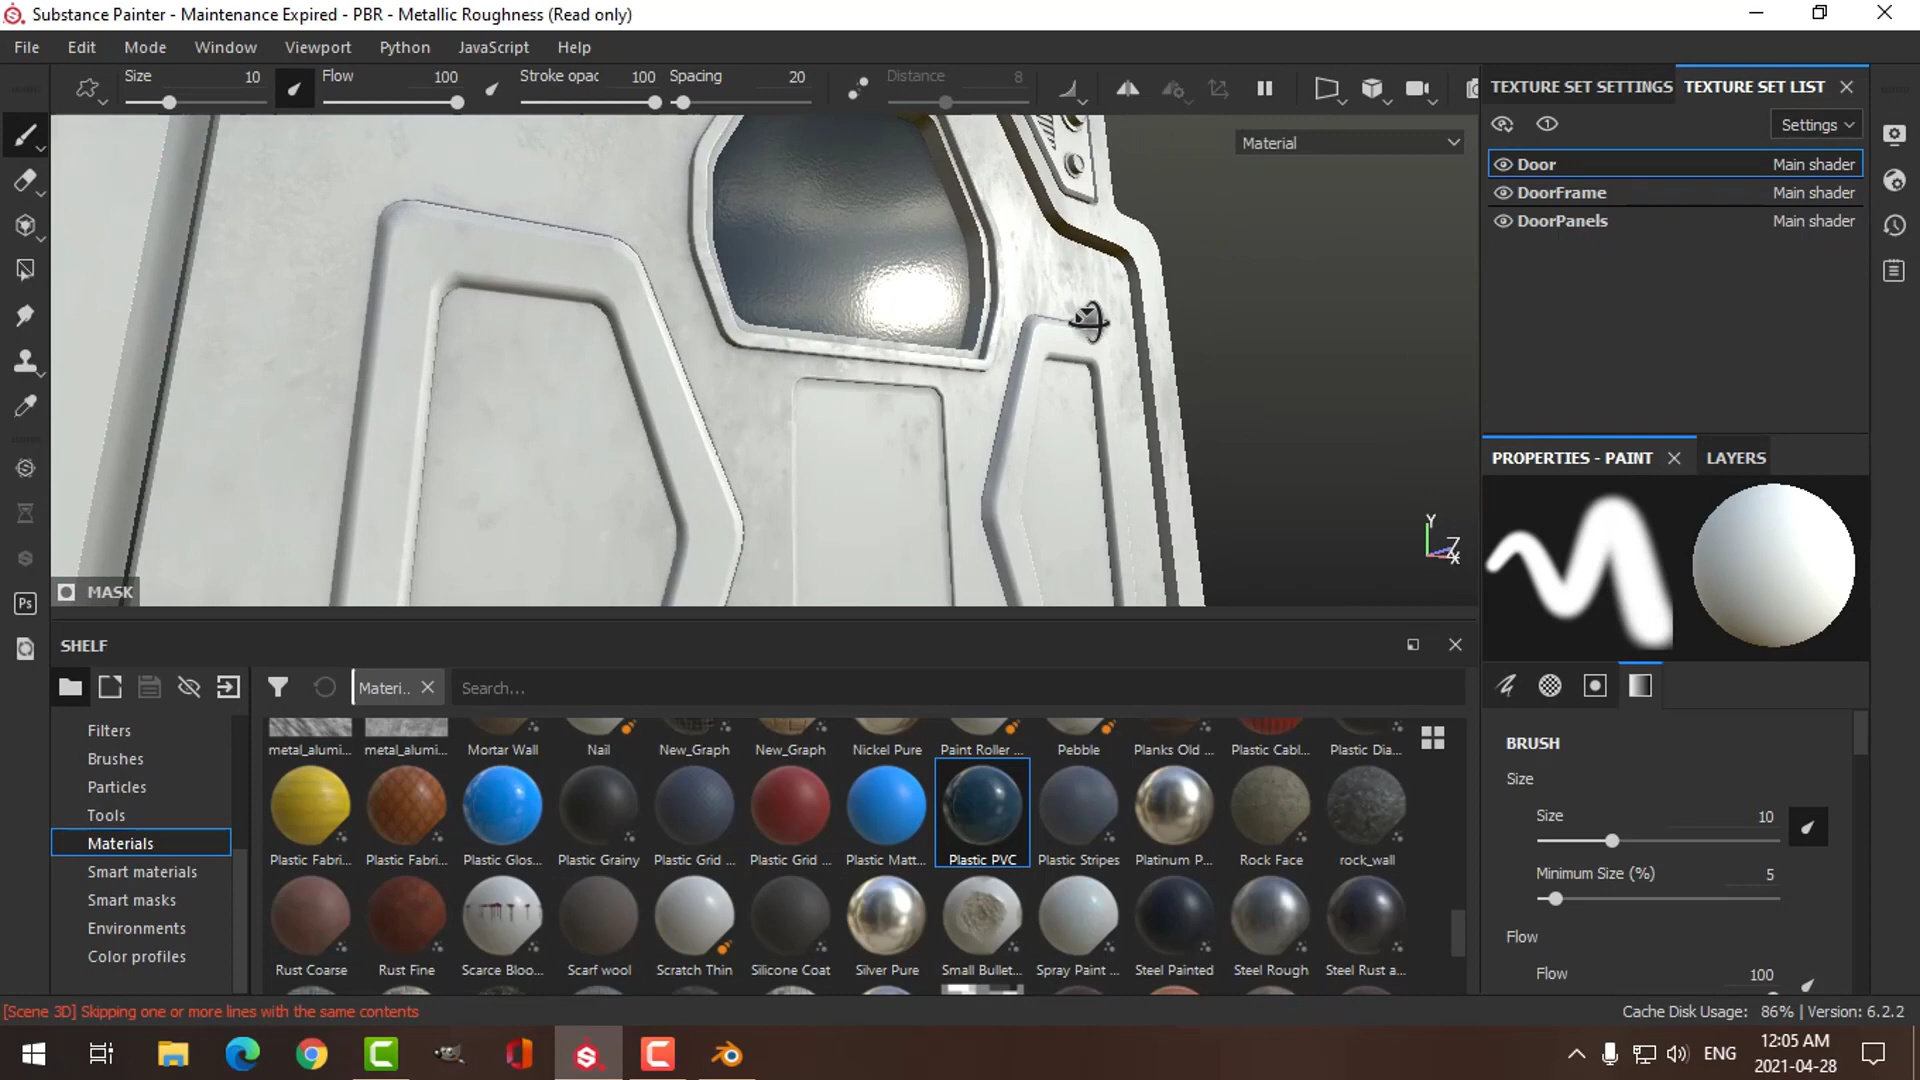 Substance Painter - Maintenance Expired - PBR - Metallic Roughness (Read only)
File Edit Mode Window Viewport Python JavaScript Help
Size 10 Flow 100 Stroke opac 100 Spacing 20 Distance 8
TEXTURE SET SETTINGS TEXTURE SET LIST
Settings
Material
Door Main shader
DoorFrame Main shader
DoorPanels Main shader
PROPERTIES - PAINT LAYERS
Y
Z
X
MASK
Ps
SHELF
Materi..
Search...
Filters
Brushes
Particles
Tools
Materials
Smart materials
Smart masks
Environments
Color profiles
metal_alumi... metal_alumi... Mortar Wall Nail New_Graph New_Graph Nickel Pure Paint Roller ... Pebble Planks Old ... Plastic Cabl... Plastic Dia...
Plastic Fabri... Plastic Fabri... Plastic Glos... Plastic Grainy Plastic Grid ... Plastic Grid ... Plastic Matt... Plastic PVC Plastic Stripes Platinum P... Rock Face rock_wall
Rust Coarse Rust Fine Scarce Bloo... Scarf wool Scratch Thin Silicone Coat Silver Pure Small Bullet... Spray Paint ... Steel Painted Steel Rough Steel Rust a...
BRUSH
Size
Size 10
Minimum Size (%) 5
Flow
Flow 100
[Scene 3D] Skipping one or more lines with the same contents
Cache Disk Usage: 86% | Version: 6.2.2
ENG
12:05 AM
2021-04-28